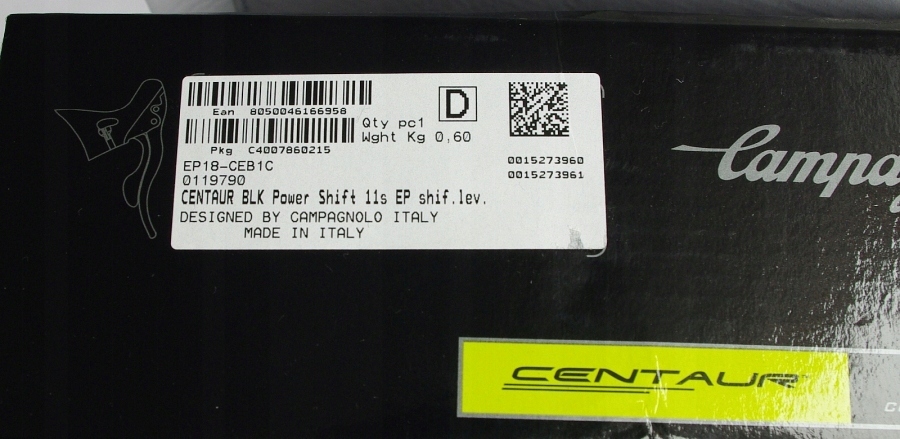 Ean 8050046166958
Pkg C4007860215
Qty pc1
Wght Kg 0,60
D
0015273960
0015273961
EP18-CEB1C
0119790
CENTAUR BLK Power Shift 11s EP shif.lev.
DESIGNED BY CAMPAGNOLO ITALY
MADE IN ITALY
Campa
CENTAUR